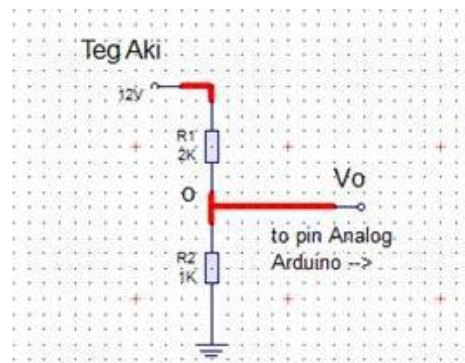 Teg Aki
12V
R1
2K
O
Vo
to pin Analog
Arduino -->
R2
1K